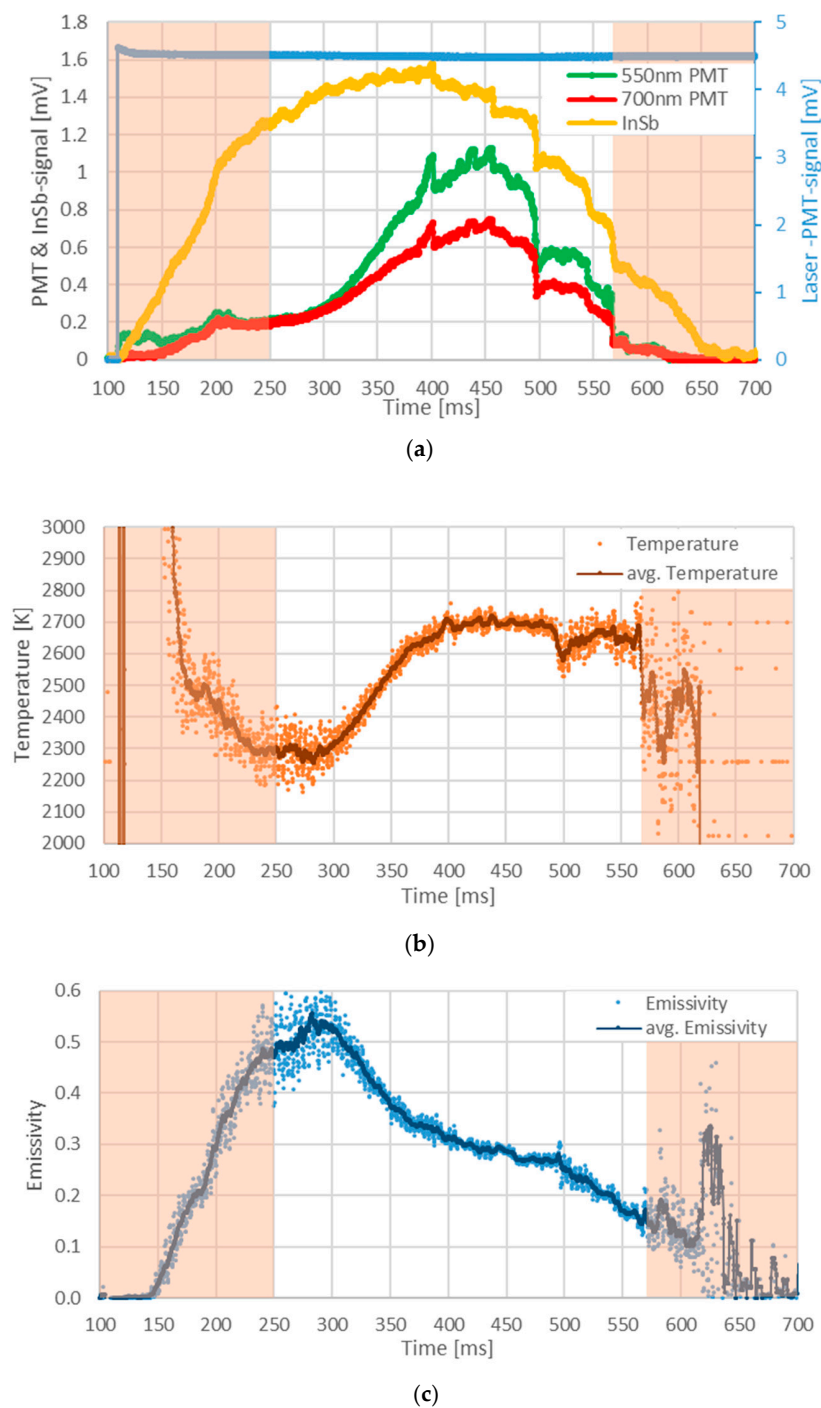 1.8
1.6
1.4
1.2
1
0.8
0.6
0.4
0.2
0
PMT & InSb-signal [mV]
5
4
3
2
1
0
Laser -PMT-signal [mV]
550nm PMT
700nm PMT
InSb
100 150 200 250 300 350 400 450 500 550 600 650 700
Time [ms]
(a)
3000
2900
2800
2700
2600
2500
2400
2300
2200
2100
2000
Temperature [K]
Temperature
avg. Temperature
100 150 200 250 300 350 400 450 500 550 600 650 700
Time [ms]
(b)
0.6
0.5
0.4
0.3
0.2
0.1
0.0
Emissivity
Emissivity
avg. Emissivity
100 150 200 250 300 350 400 450 500 550 600 650 700
Time [ms]
(c)